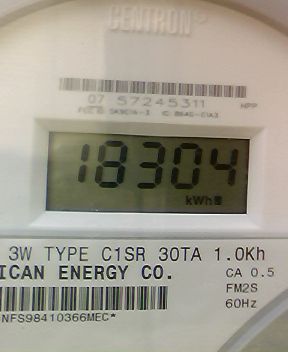 CENTRON®
07 57245311 HPP
18304
kWh
3W TYPE C1SR 30TA 1.0Kh
ICAN ENERGY CO. CA 0.5
FM2S
60Hz
NFS98410366MEC*